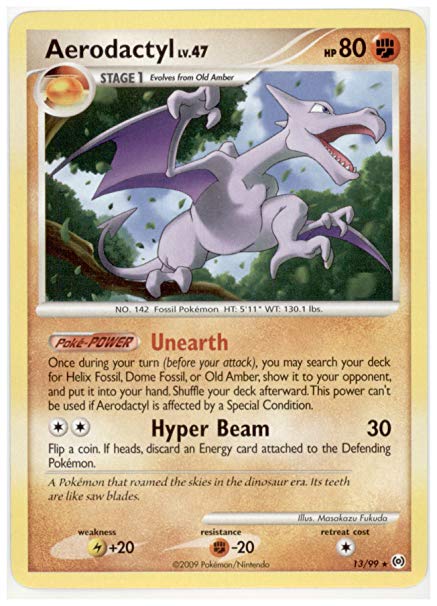 Aerodactyl LV.47 HP 80
STAGE 1 Evolves from Old Amber
NO. 142 Fossil Pokémon HT: 5'11" WT: 130.1 lbs.
Poké-POWER Unearth
Once during your turn (before your attack), you may search your deck
for Helix Fossil, Dome Fossil, or Old Amber, show it to your opponent,
and put it into your hand. Shuffle your deck afterward. This power can't
be used if Aerodactyl is affected by a Special Condition.
Hyper Beam 30
Flip a coin. If heads, discard an Energy card attached to the Defending
Pokémon.
A Pokémon that roamed the skies in the dinosaur era. Its teeth
are like saw blades.
Illus. Masakazu Fukuda
weakness resistance retreat cost
+20 -20
©2009 Pokémon/Nintendo 13/99 ★